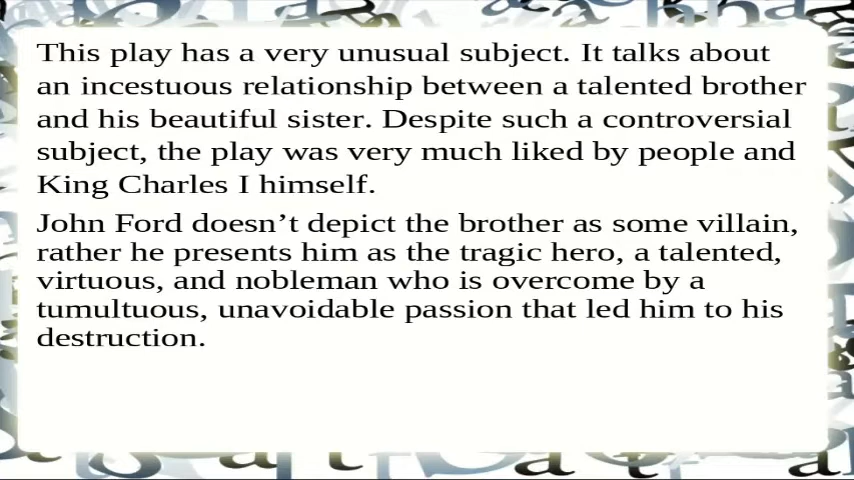 This play has a very unusual subject. It talks about
an incestuous relationship between a talented brother
and his beautiful sister. Despite such a controversial
subject, the play was very much liked by people and
King Charles I himself.
John Ford doesn’t depict the brother as some villain,
rather he presents him as the tragic hero, a talented,
virtuous, and nobleman who is overcome by a
tumultuous, unavoidable passion that led him to his
destruction.